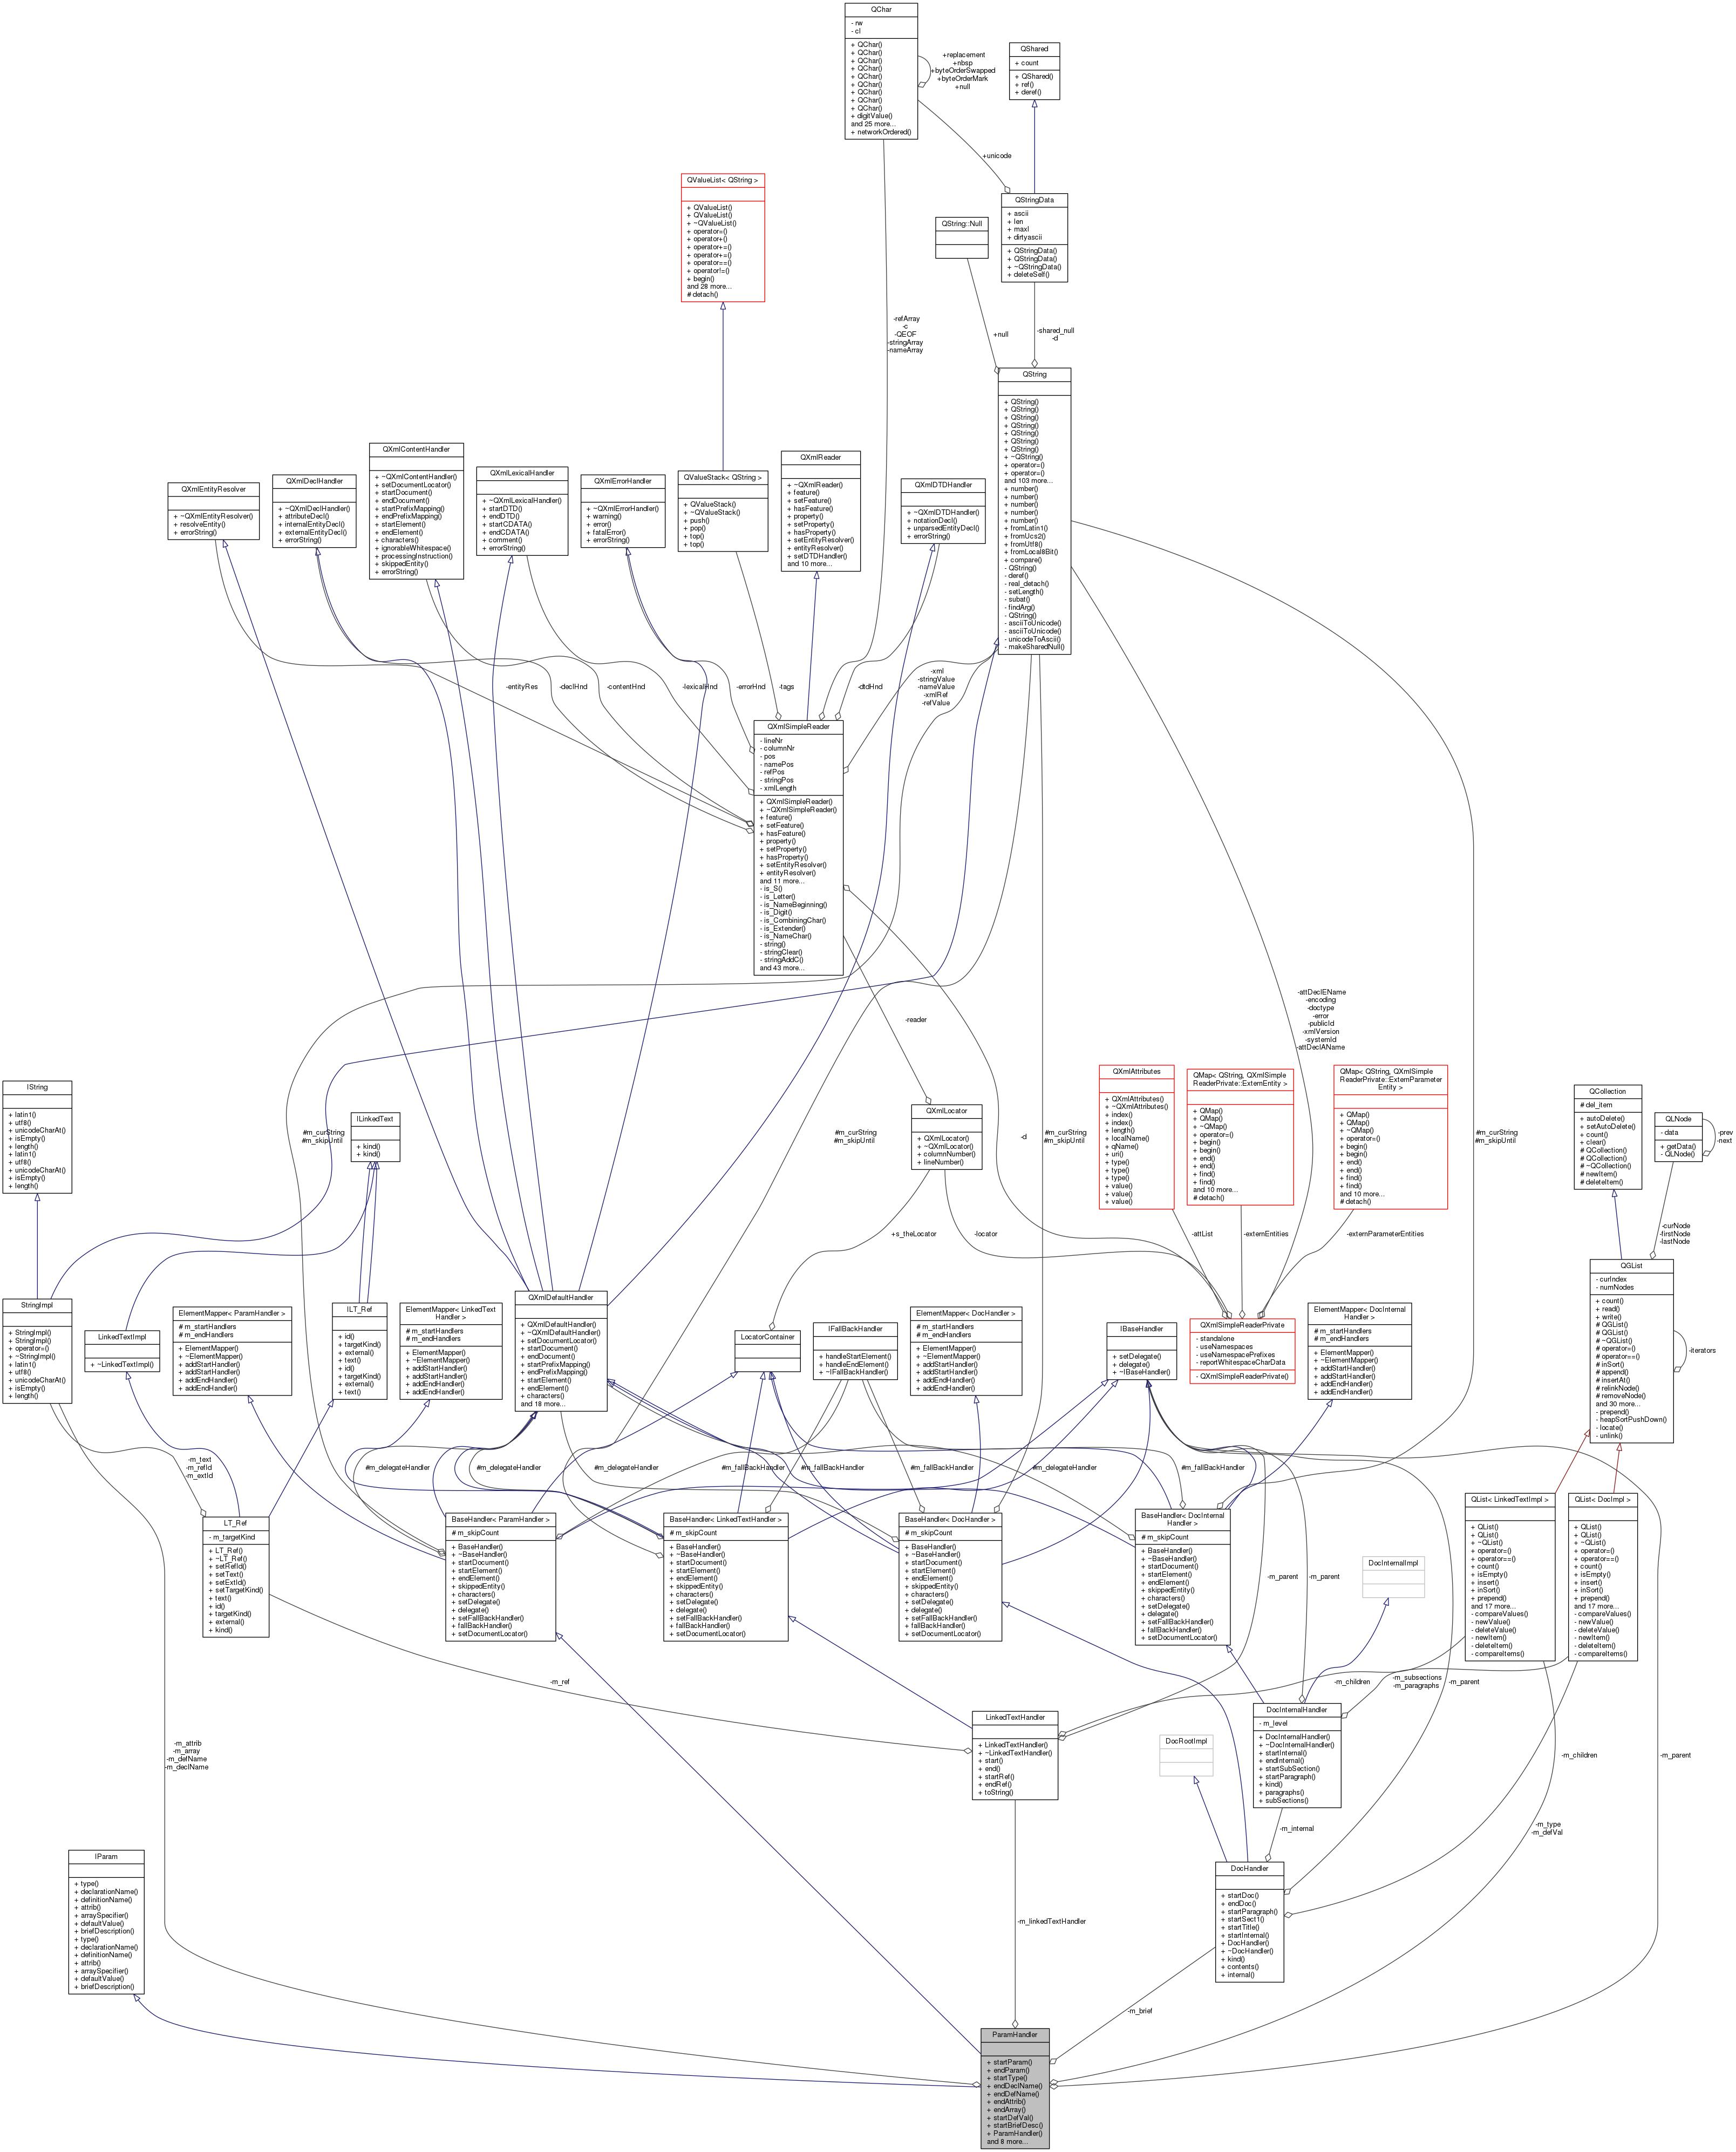 QChar
- rw
- cl
+ QChar()
+ QChar()
+ QChar()
+ QChar()
+ QChar()
+ QChar()
+ QChar()
+ QChar()
+ QChar()
+ digitValue()
and 25 more...
+ networkOrdered()
+replacement
+nbsp
+byteOrderSwapped
+byteOrderMark
+null
QShared
+ count
+ QShared()
+ ref()
+ deref()
+unicode
QValueList< QString >
+ QValueList()
+ QValueList()
+ ~QValueList()
+ operator=()
+ operator+()
+ operator+=()
+ operator+=()
+ operator==()
+ operator!=()
+ begin()
and 28 more...
# detach()
QString::Null
QStringData
+ ascii
+ len
+ maxl
+ dirtyascii
+ QStringData()
+ QStringData()
+ ~QStringData()
+ deleteSelf()
-refArray
-c
-QEOF
-stringArray
-nameArray
+null
-shared_null
-d
QString
+ QString()
+ QString()
+ QString()
+ QString()
+ QString()
+ QString()
+ QString()
+ ~QString()
+ operator=()
+ operator=()
and 103 more...
+ number()
+ number()
+ number()
+ number()
+ number()
+ fromLatin1()
+ fromUcs2()
+ fromUtf8()
+ fromLocal8Bit()
+ compare()
- QString()
- deref()
- real_detach()
- setLength()
- subat()
- findArg()
- QString()
- asciiToUnicode()
- asciiToUnicode()
- unicodeToAscii()
- makeSharedNull()
QXmlEntityResolver
+ ~QXmlEntityResolver()
+ resolveEntity()
+ errorString()
QXmlDeclHandler
+ ~QXmlDeclHandler()
+ attributeDecl()
+ internalEntityDecl()
+ externalEntityDecl()
+ errorString()
QXmlContentHandler
+ ~QXmlContentHandler()
+ setDocumentLocator()
+ startDocument()
+ endDocument()
+ startPrefixMapping()
+ endPrefixMapping()
+ startElement()
+ endElement()
+ characters()
+ ignorableWhitespace()
+ processingInstruction()
+ skippedEntity()
+ errorString()
QXmlLexicalHandler
+ ~QXmlLexicalHandler()
+ startDTD()
+ endDTD()
+ startCDATA()
+ endCDATA()
+ comment()
+ errorString()
QXmlErrorHandler
+ ~QXmlErrorHandler()
+ warning()
+ error()
+ fatalError()
+ errorString()
QValueStack< QString >
+ QValueStack()
+ ~QValueStack()
+ push()
+ pop()
+ top()
+ top()
QXmlReader
+ ~QXmlReader()
+ feature()
+ setFeature()
+ hasFeature()
+ property()
+ setProperty()
+ hasProperty()
+ setEntityResolver()
+ entityResolver()
+ setDTDHandler()
and 10 more...
QXmlDTDHandler
+ ~QXmlDTDHandler()
+ notationDecl()
+ unparsedEntityDecl()
+ errorString()
-entityRes
-declHnd
-contentHnd
-lexicalHnd
-errorHnd
-tags
-dtdHnd
-xml
-stringValue
-nameValue
-xmlRef
-refValue
QXmlSimpleReader
- lineNr
- columnNr
- pos
- namePos
- refPos
- stringPos
- xmlLength
+ QXmlSimpleReader()
+ ~QXmlSimpleReader()
+ feature()
+ setFeature()
+ hasFeature()
+ property()
+ setProperty()
+ hasProperty()
+ setEntityResolver()
+ entityResolver()
and 11 more...
- is_S()
- is_Letter()
- is_NameBeginning()
- is_Digit()
- is_CombiningChar()
- is_Extender()
- is_NameChar()
- string()
- stringClear()
- stringAddC()
and 43 more...
-reader
-attDeclEName
-encoding
-doctype
-error
-publicId
-xmlVersion
-systemId
-attDeclAName
IString
+ latin1()
+ utf8()
+ unicodeCharAt()
+ isEmpty()
+ length()
+ latin1()
+ utf8()
+ unicodeCharAt()
+ isEmpty()
+ length()
ILinkedText
+ kind()
+ kind()
#m_curString
#m_skipUntil
#m_curString
#m_skipUntil
QXmlLocator
+ QXmlLocator()
+ ~QXmlLocator()
+ columnNumber()
+ lineNumber()
-d
#m_curString
#m_skipUntil
QXmlAttributes
+ QXmlAttributes()
+ ~QXmlAttributes()
+ index()
+ index()
+ length()
+ localName()
+ qName()
+ uri()
+ type()
+ type()
+ type()
+ value()
+ value()
+ value()
QMap< QString, QXmlSimple
ReaderPrivate::ExternEntity >
+ QMap()
+ QMap()
+ ~QMap()
+ operator=()
+ begin()
+ begin()
+ end()
+ end()
+ find()
+ find()
and 10 more...
# detach()
QMap< QString, QXmlSimple
ReaderPrivate::ExternParameter
Entity >
+ QMap()
+ QMap()
+ ~QMap()
+ operator=()
+ begin()
+ begin()
+ end()
+ end()
+ find()
+ find()
and 10 more...
# detach()
#m_curString
#m_skipUntil
QCollection
# del_item
+ autoDelete()
+ setAutoDelete()
+ count()
+ clear()
# QCollection()
# QCollection()
# ~QCollection()
# newItem()
# deleteItem()
QLNode
- data
+ getData()
- QLNode()
-prev
-next
+s_theLocator
-locator
-attList
-externEntities
-externParameterEntities
-curNode
-firstNode
-lastNode
StringImpl
+ StringImpl()
+ StringImpl()
+ operator=()
+ ~StringImpl()
+ latin1()
+ utf8()
+ unicodeCharAt()
+ isEmpty()
+ length()
LinkedTextImpl
+ ~LinkedTextImpl()
ElementMapper< ParamHandler >
# m_startHandlers
# m_endHandlers
+ ElementMapper()
+ ~ElementMapper()
+ addStartHandler()
+ addStartHandler()
+ addEndHandler()
+ addEndHandler()
ILT_Ref
+ id()
+ targetKind()
+ external()
+ text()
+ id()
+ targetKind()
+ external()
+ text()
ElementMapper< LinkedText
Handler >
# m_startHandlers
# m_endHandlers
+ ElementMapper()
+ ~ElementMapper()
+ addStartHandler()
+ addStartHandler()
+ addEndHandler()
+ addEndHandler()
QXmlDefaultHandler
+ QXmlDefaultHandler()
+ ~QXmlDefaultHandler()
+ setDocumentLocator()
+ startDocument()
+ endDocument()
+ startPrefixMapping()
+ endPrefixMapping()
+ startElement()
+ endElement()
+ characters()
and 18 more...
LocatorContainer
IFallBackHandler
+ handleStartElement()
+ handleEndElement()
+ ~IFallBackHandler()
ElementMapper< DocHandler >
# m_startHandlers
# m_endHandlers
+ ElementMapper()
+ ~ElementMapper()
+ addStartHandler()
+ addStartHandler()
+ addEndHandler()
+ addEndHandler()
IBaseHandler
+ setDelegate()
+ delegate()
+ ~IBaseHandler()
QXmlSimpleReaderPrivate
- standalone
- useNamespaces
- useNamespacePrefixes
- reportWhitespaceCharData
- QXmlSimpleReaderPrivate()
ElementMapper< DocInternal
Handler >
# m_startHandlers
# m_endHandlers
+ ElementMapper()
+ ~ElementMapper()
+ addStartHandler()
+ addStartHandler()
+ addEndHandler()
+ addEndHandler()
QGList
- curIndex
- numNodes
+ count()
+ read()
+ write()
# QGList()
# QGList()
# ~QGList()
# operator=()
# operator==()
# inSort()
# append()
# insertAt()
# relinkNode()
# removeNode()
and 30 more...
- prepend()
- heapSortPushDown()
- locate()
- unlink()
-iterators
-m_text
-m_refId
-m_extId
#m_delegateHandler
#m_delegateHandler
#m_delegateHandler
#m_fallBackHandler
#m_fallBackHandler
#m_fallBackHandler
#m_delegateHandler
#m_fallBackHandler
LT_Ref
- m_targetKind
+ LT_Ref()
+ ~LT_Ref()
+ setRefId()
+ setText()
+ setExtId()
+ setTargetKind()
+ text()
+ id()
+ targetKind()
+ external()
+ kind()
BaseHandler< ParamHandler >
# m_skipCount
+ BaseHandler()
+ ~BaseHandler()
+ startDocument()
+ startElement()
+ endElement()
+ skippedEntity()
+ characters()
+ setDelegate()
+ delegate()
+ setFallBackHandler()
+ fallBackHandler()
+ setDocumentLocator()
BaseHandler< LinkedTextHandler >
# m_skipCount
+ BaseHandler()
+ ~BaseHandler()
+ startDocument()
+ startElement()
+ endElement()
+ skippedEntity()
+ characters()
+ setDelegate()
+ delegate()
+ setFallBackHandler()
+ fallBackHandler()
+ setDocumentLocator()
BaseHandler< DocHandler >
# m_skipCount
+ BaseHandler()
+ ~BaseHandler()
+ startDocument()
+ startElement()
+ endElement()
+ skippedEntity()
+ characters()
+ setDelegate()
+ delegate()
+ setFallBackHandler()
+ fallBackHandler()
+ setDocumentLocator()
BaseHandler< DocInternal
Handler >
# m_skipCount
+ BaseHandler()
+ ~BaseHandler()
+ startDocument()
+ startElement()
+ endElement()
+ skippedEntity()
+ characters()
+ setDelegate()
+ delegate()
+ setFallBackHandler()
+ fallBackHandler()
+ setDocumentLocator()
-m_parent
-m_parent
DocInternalImpl
QList< LinkedTextImpl >
+ QList()
+ QList()
+ ~QList()
+ operator=()
+ operator==()
+ count()
+ isEmpty()
+ insert()
+ inSort()
+ prepend()
and 17 more...
- compareValues()
- newValue()
- deleteValue()
- newItem()
- deleteItem()
- compareItems()
QList< DocImpl >
+ QList()
+ QList()
+ ~QList()
+ operator=()
+ operator==()
+ count()
+ isEmpty()
+ insert()
+ inSort()
+ prepend()
and 17 more...
- compareValues()
- newValue()
- deleteValue()
- newItem()
- deleteItem()
- compareItems()
-m_ref
-m_children
-m_subsections
-m_paragraphs
-m_parent
LinkedTextHandler
+ LinkedTextHandler()
+ ~LinkedTextHandler()
+ start()
+ end()
+ startRef()
+ endRef()
+ toString()
DocInternalHandler
- m_level
+ DocInternalHandler()
+ ~DocInternalHandler()
+ startInternal()
+ endInternal()
+ startSubSection()
+ startParagraph()
+ kind()
+ paragraphs()
+ subSections()
DocRootImpl
-m_attrib
-m_array
-m_defName
-m_declName
-m_children
-m_parent
-m_internal
-m_type
-m_defVal
IParam
+ type()
+ declarationName()
+ definitionName()
+ attrib()
+ arraySpecifier()
+ defaultValue()
+ briefDescription()
+ type()
+ declarationName()
+ definitionName()
+ attrib()
+ arraySpecifier()
+ defaultValue()
+ briefDescription()
DocHandler
+ startDoc()
+ endDoc()
+ startParagraph()
+ startSect1()
+ startTitle()
+ startInternal()
+ DocHandler()
+ ~DocHandler()
+ kind()
+ contents()
+ internal()
-m_linkedTextHandler
-m_brief
ParamHandler
+ startParam()
+ endParam()
+ startType()
+ endDeclName()
+ endDefName()
+ endAttrib()
+ endArray()
+ startDefVal()
+ startBriefDesc()
+ ParamHandler()
and 8 more...